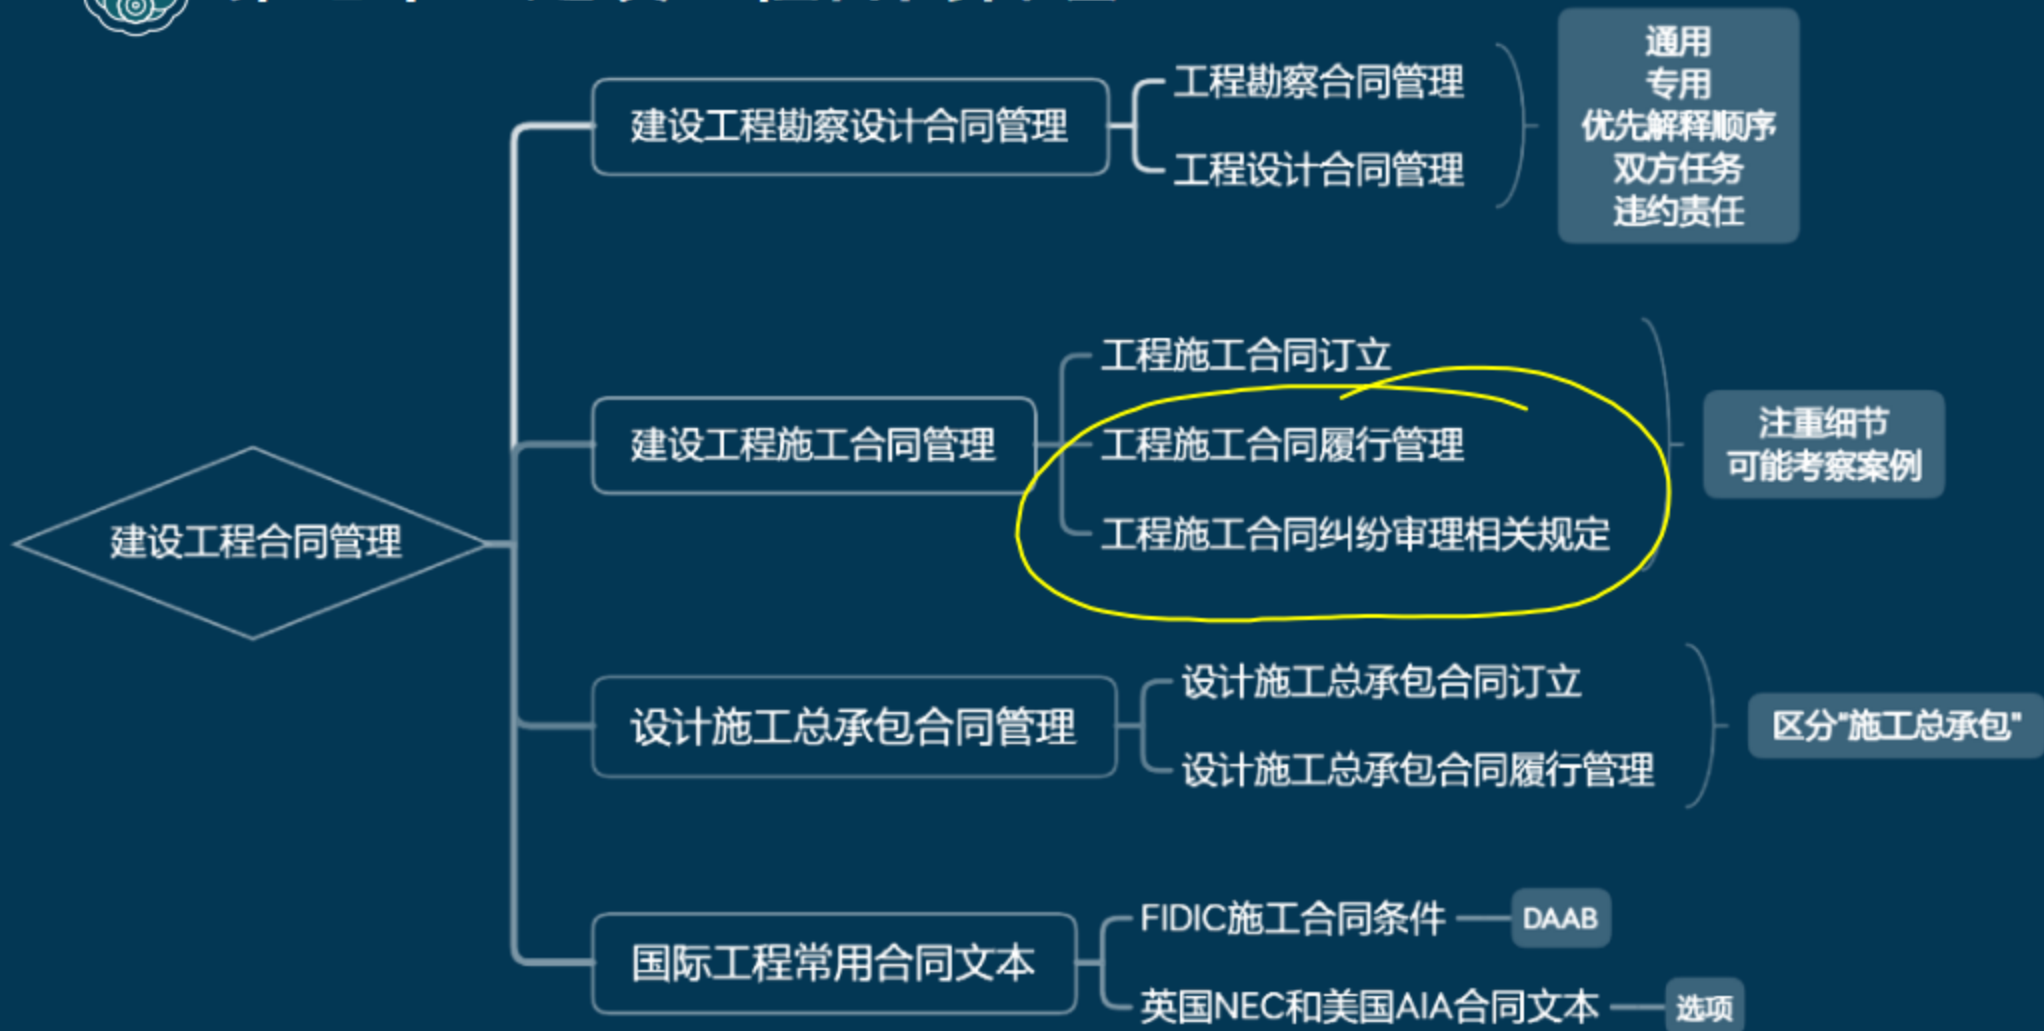 建设工程合同管理
建设工程勘察设计合同管理
工程勘察合同管理
工程设计合同管理
通用
专用
优先解释顺序
双方任务
违约责任
建设工程施工合同管理
工程施工合同订立
工程施工合同履行管理
工程施工合同纠纷审理相关规定
注重细节
可能考察案例
设计施工总承包合同管理
设计施工总承包合同订立
设计施工总承包合同履行管理
区分"施工总承包"
国际工程常用合同文本
FIDIC施工合同条件
DAAB
英国NEC和美国AIA合同文本
选项